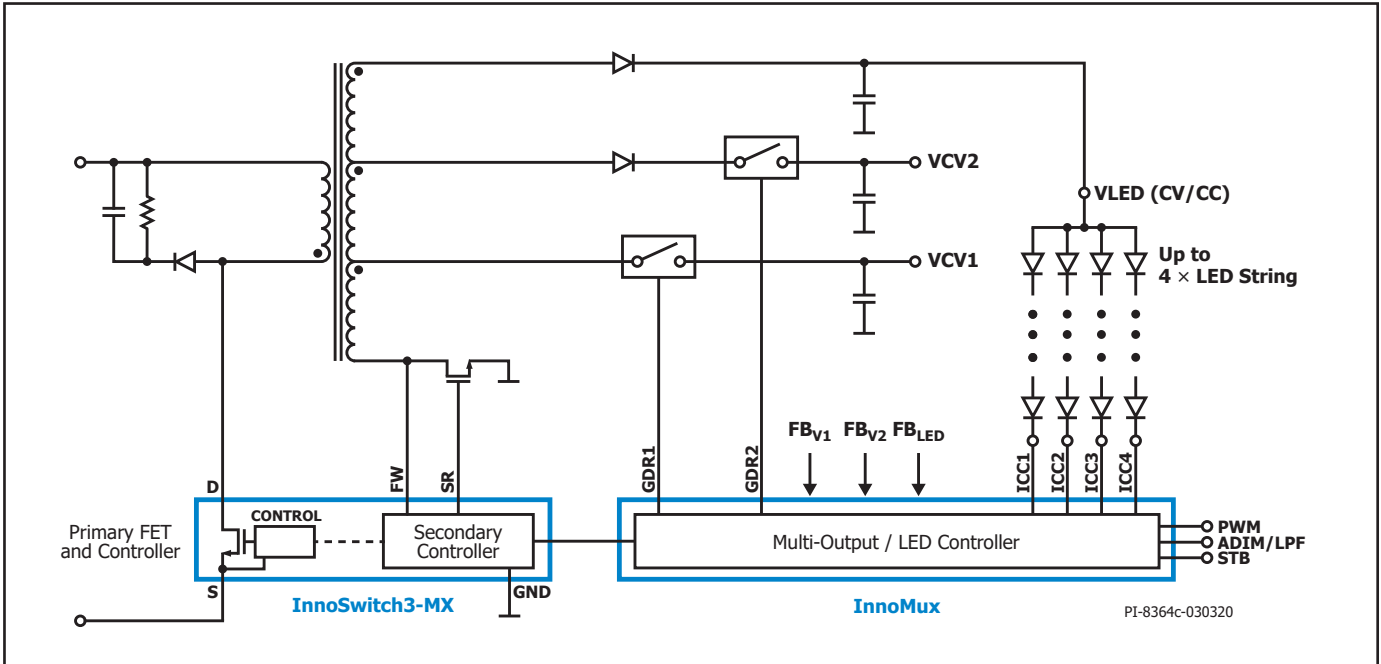 VCV2
VLED (CV/CC)
VCV1
Up to
4 × LED String
FBV1 FBV2 FBLED
GDR1
GDR2
ICC1
ICC2
ICC3
ICC4
FW
SR
D
CONTROL
Primary FET
and Controller
Secondary
Controller
Multi-Output / LED Controller
PWM
ADIM/LPF
STB
S
GND
InnoSwitch3-MX
InnoMux
PI-8364c-030320